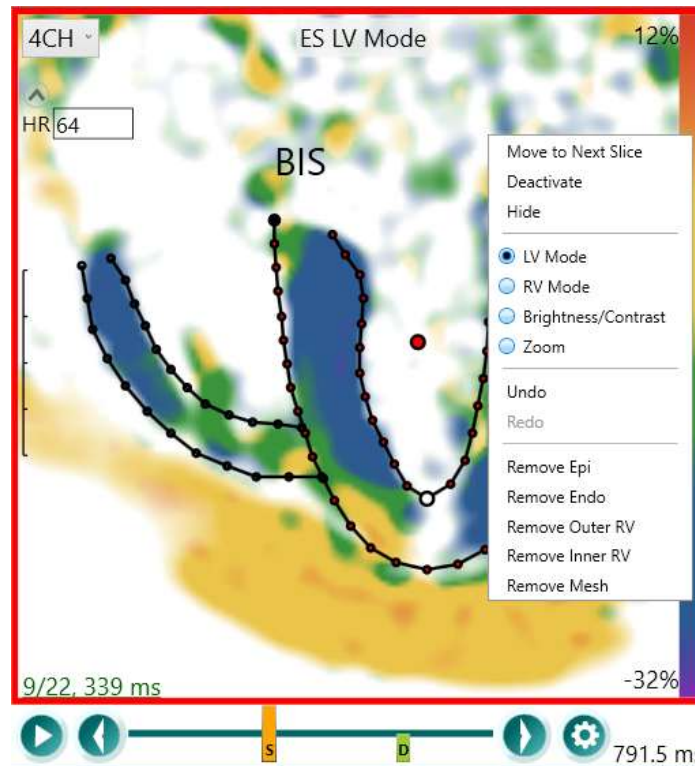 4CH
ES LV Mode
12%
HR 64
BIS
Move to Next Slice
Deactivate
Hide
LV Mode
RV Mode
Brightness/Contrast
Zoom
Undo
Redo
Remove Epi
Remove Endo
Remove Outer RV
Remove Inner RV
Remove Mesh
9/22, 339 ms
-32%
S
D
791.5 m